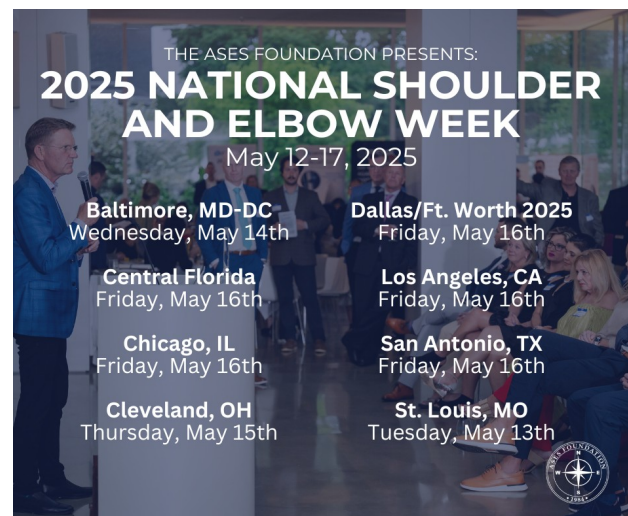 THE ASES FOUNDATION PRESENTS:
2025 NATIONAL SHOULDER
AND ELBOW WEEK
May 12-17, 2025
Baltimore, MD-DC
Wednesday, May 14th
Central Florida
Friday, May 16th
Chicago, IL
Friday, May 16th
Cleveland, OH
Thursday, May 15th
Dallas/Ft. Worth 2025
Friday, May 16th
Los Angeles, CA
Friday, May 16th
San Antonio, TX
Friday, May 16th
St. Louis, MO
Tuesday, May 13th
ASES FOUNDATION
N
W E
S
1984